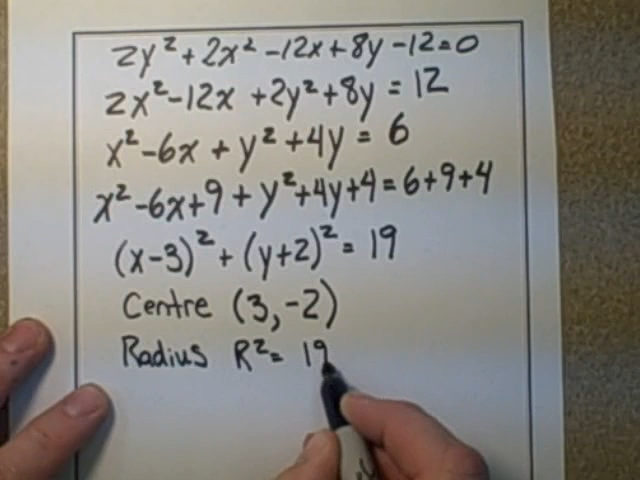 2y² + 2x² - 12x + 8y - 12 = 0
2x² - 12x + 2y² + 8y = 12
x² - 6x + y² + 4y = 6
x² - 6x + 9 + y² + 4y + 4 = 6 + 9 + 4
(x-3)² + (y+2)² = 19
Centre (3, -2)
Radius R² = 19